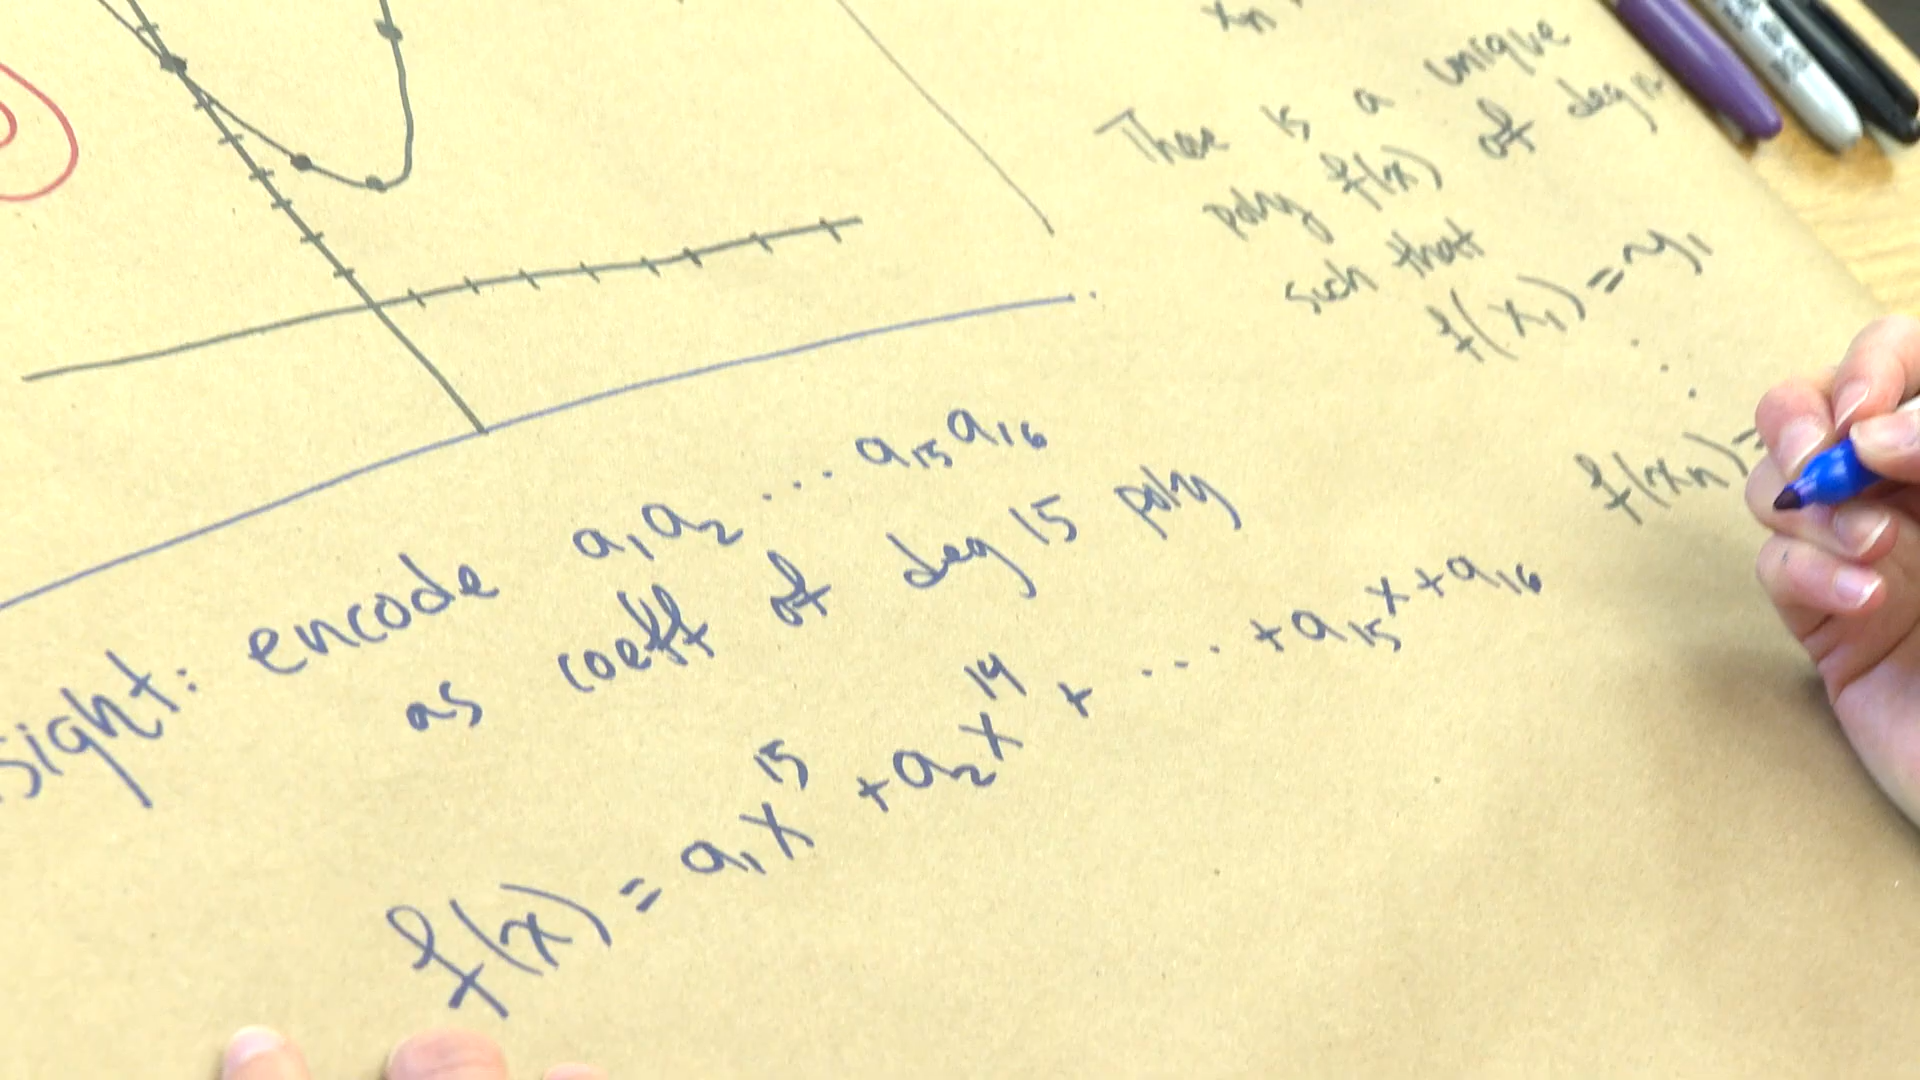 There is a unique
poly f(x) of deg n
such that
f(x₁) = y₁
f(xₙ) =
encode a₁a₂ ... a₁₅a₁₆
as coeff of deg 15 poly
f(x) = a₁x¹⁵ + a₂x¹⁴ + ... + a₁₅x + a₁₆